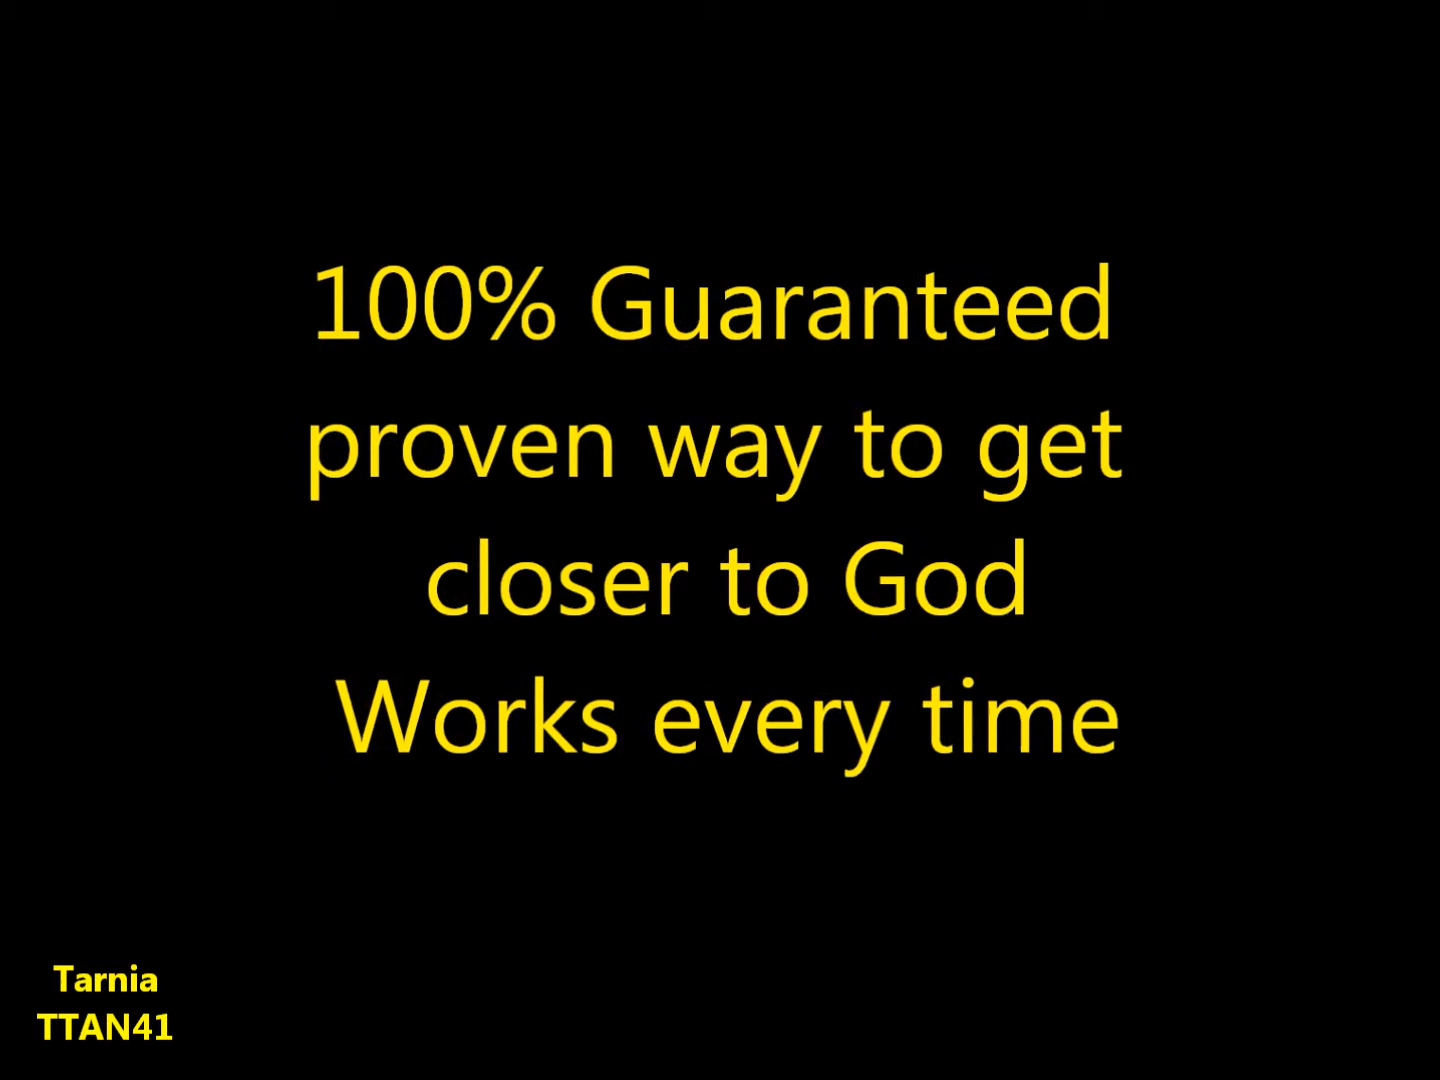 100% Guaranteed
proven way to get
closer to God
Works every time
Tarnia
TTAN41